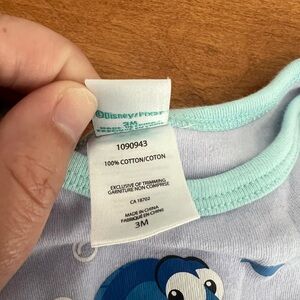 ©Disney/Pixar
3M
1090943
100% COTTON/COTON
EXCLUSIVE OF TRIMMING
GARNITURE NON COMPRISE
CA 18702
MADE IN CHINA
FABRIQUÉ EN CHINE
3M